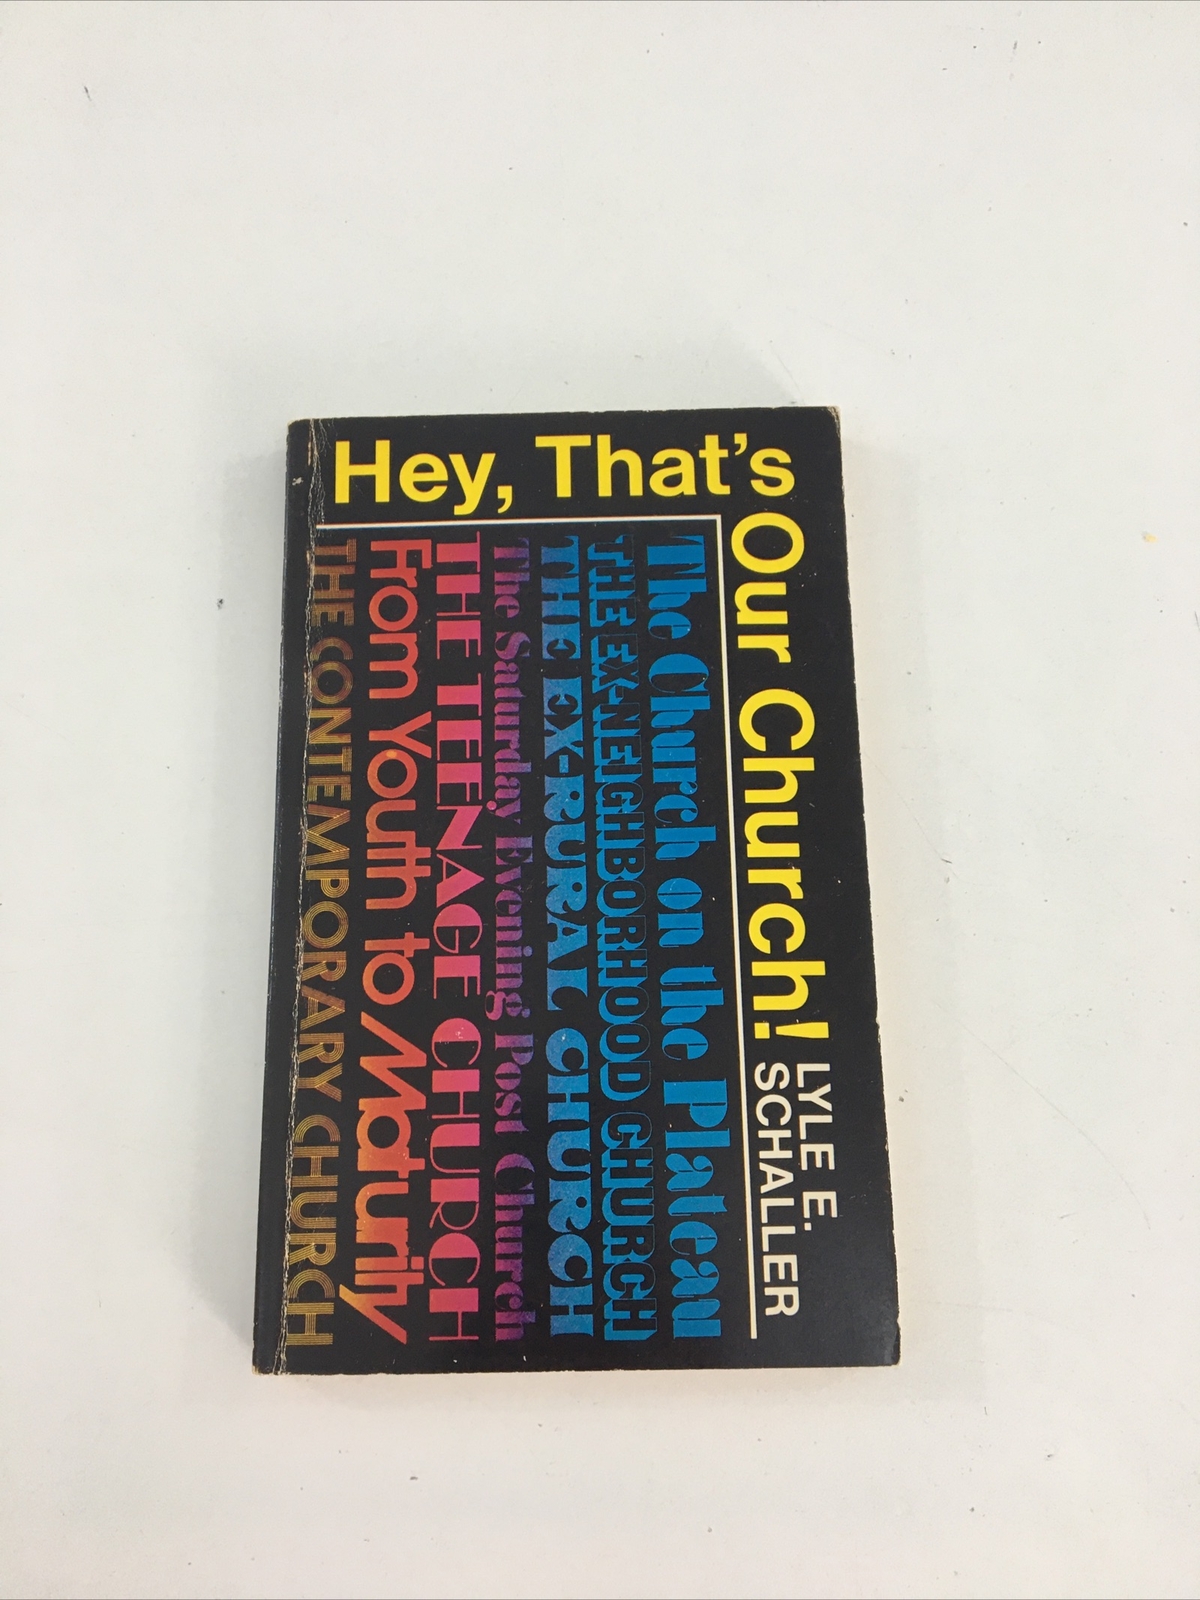 Hey, That's
Our Church!
LYLE E.
SCHALLER
The Church on the Plateau
THE EX-NEIGHBORHOOD CHURCH
THE EX-RURAL CHURCH
The Saturday Evening Post Church
THE TEENAGE CHURCH
From Youth to Maturity
THE CONTEMPORARY CHURCH